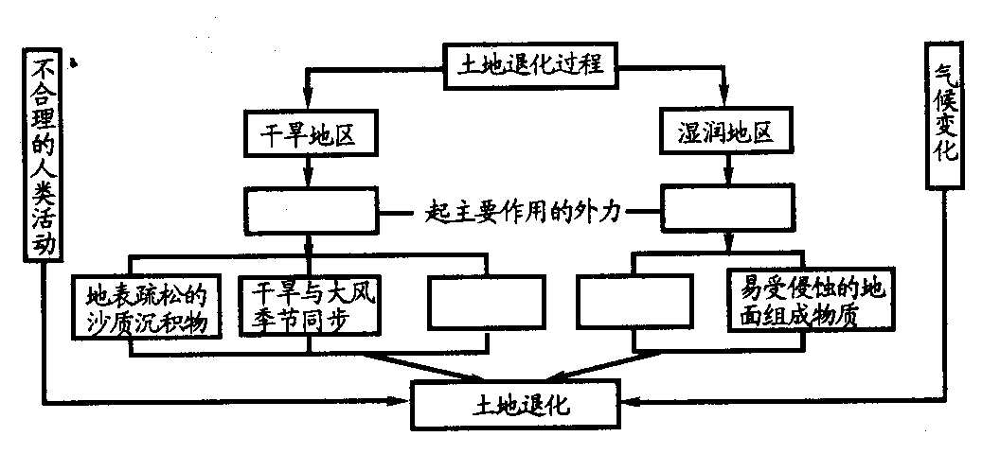 土地退化过程
不合理的人类活动
气候变化
干旱地区
湿润地区
起主要作用的外力
地表疏松的
沙质沉积物
干旱与大风
季节同步
易受侵蚀的地
面组成物质
土地退化